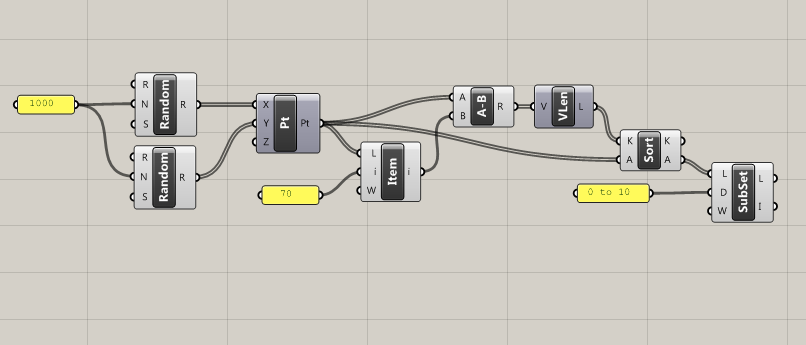 1000
R
N
S
Random
R
R
N
S
Random
R
X
Y
Z
Pt
Pt
70
L
i
W
Item
i
A
B
A-B
R
V
VLen
L
K
A
Sort
K
A
0 to 10
L
D
W
SubSet
L
I